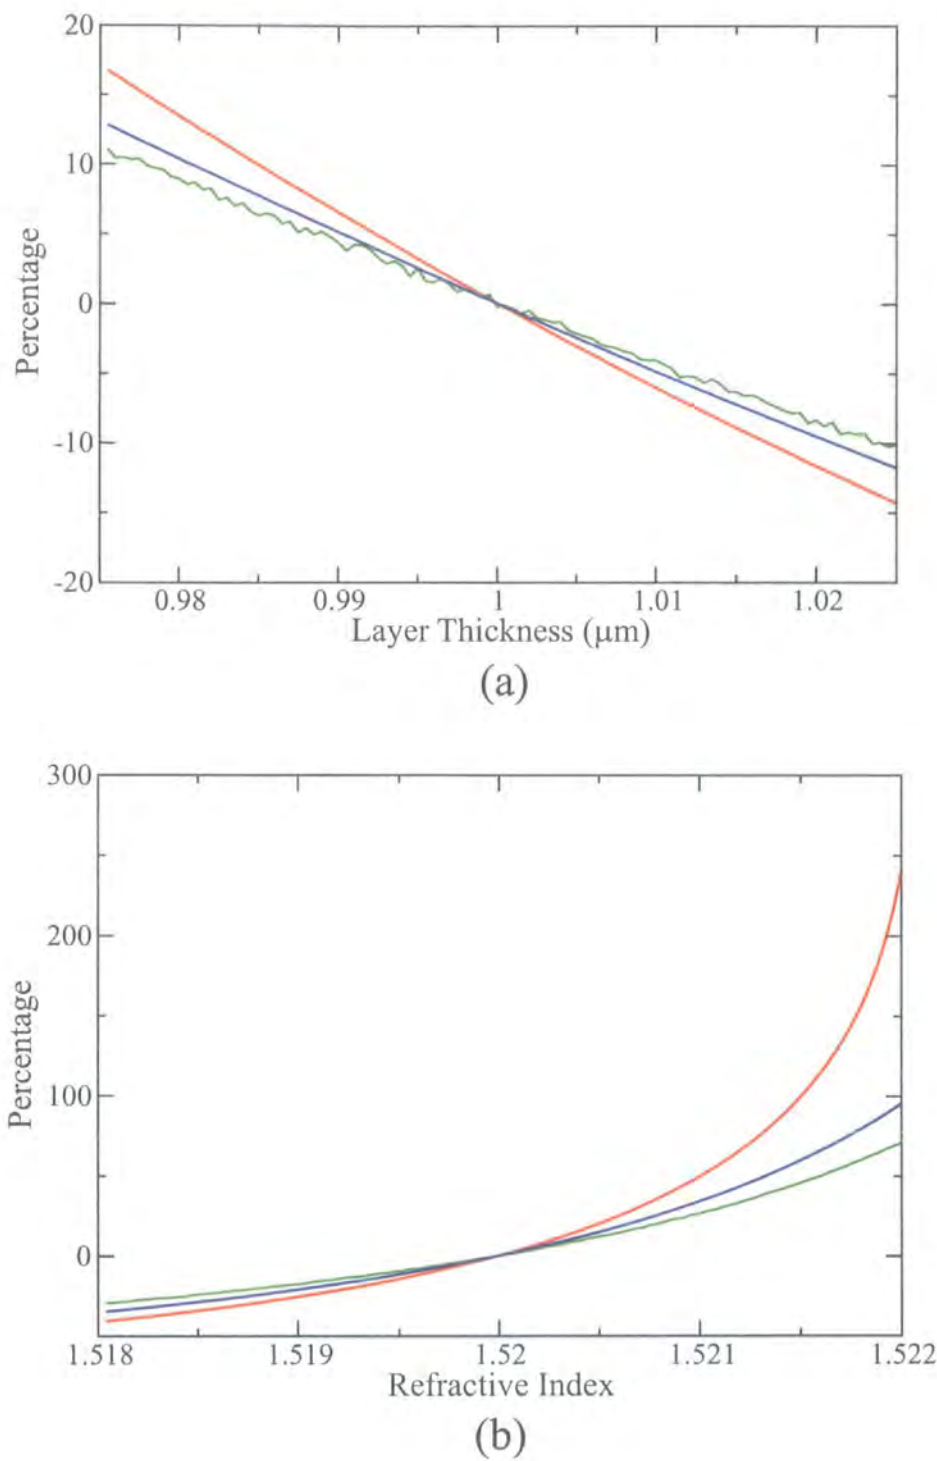 20
10
0
-10
-20
Percentage
0.98 0.99 1 1.01 1.02
Layer Thickness (μm)
(a)
300
200
100
0
Percentage
1.518 1.519 1.52 1.521 1.522
Refractive Index
(b)